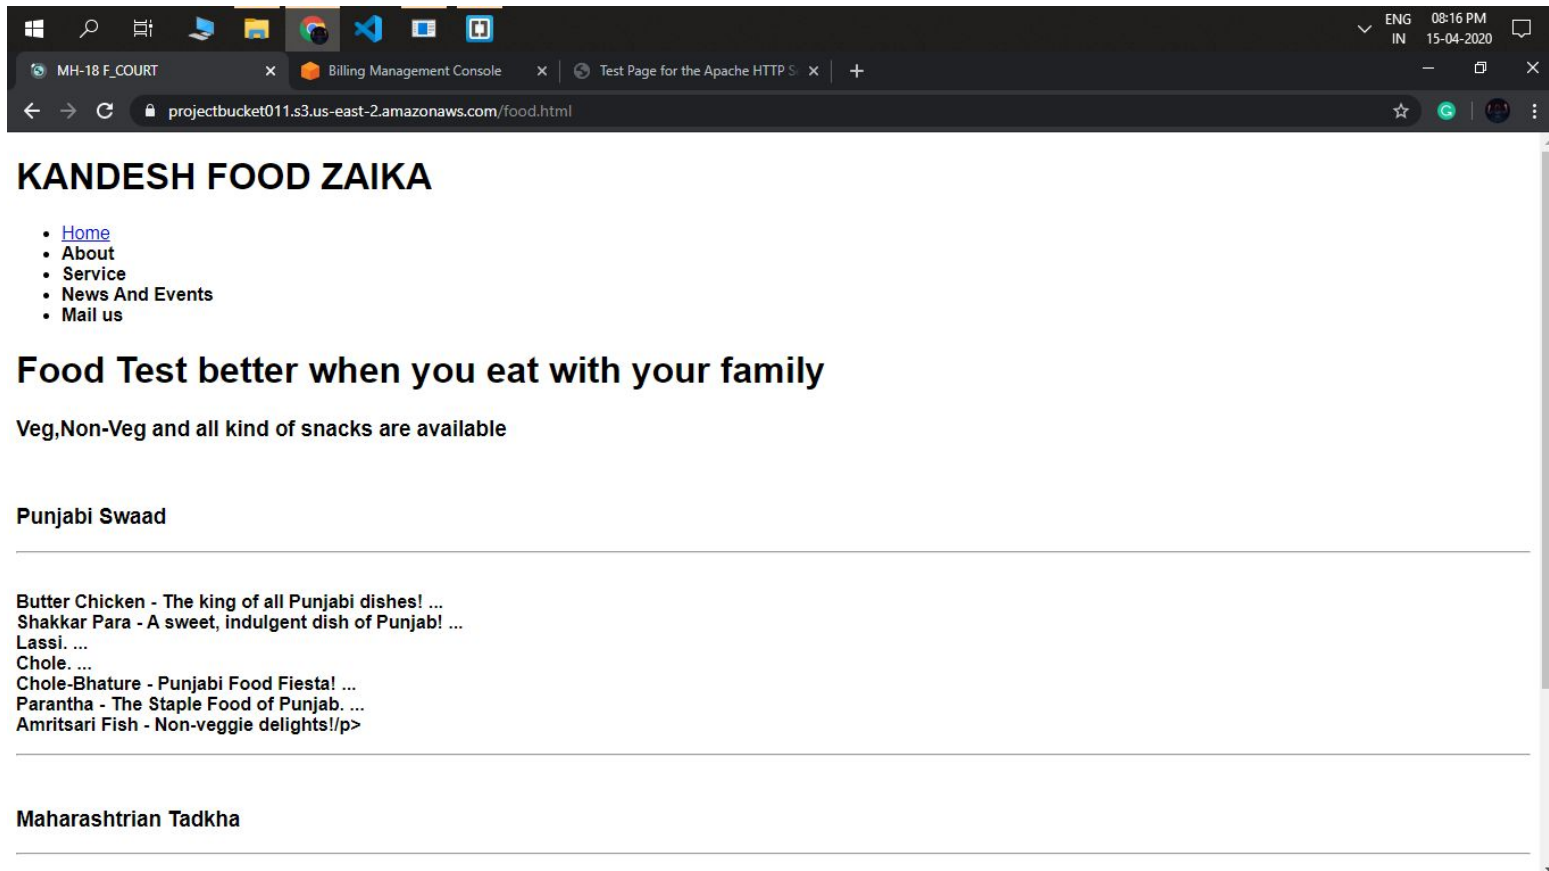 ENG 08:16 PM
IN 15-04-2020
MH-18 F_COURT
Billing Management Console
Test Page for the Apache HTTP S
projectbucket011.s3.us-east-2.amazonaws.com/food.html
KANDESH FOOD ZAIKA
Home
About
Service
News And Events
Mail us
Food Test better when you eat with your family
Veg,Non-Veg and all kind of snacks are available
Punjabi Swaad
Butter Chicken - The king of all Punjabi dishes! ...
Shakkar Para - A sweet, indulgent dish of Punjab! ...
Lassi. ...
Chole. ...
Chole-Bhature - Punjabi Food Fiesta! ...
Parantha - The Staple Food of Punjab. ...
Amritsari Fish - Non-veggie delights!/p>
Maharashtrian Tadkha